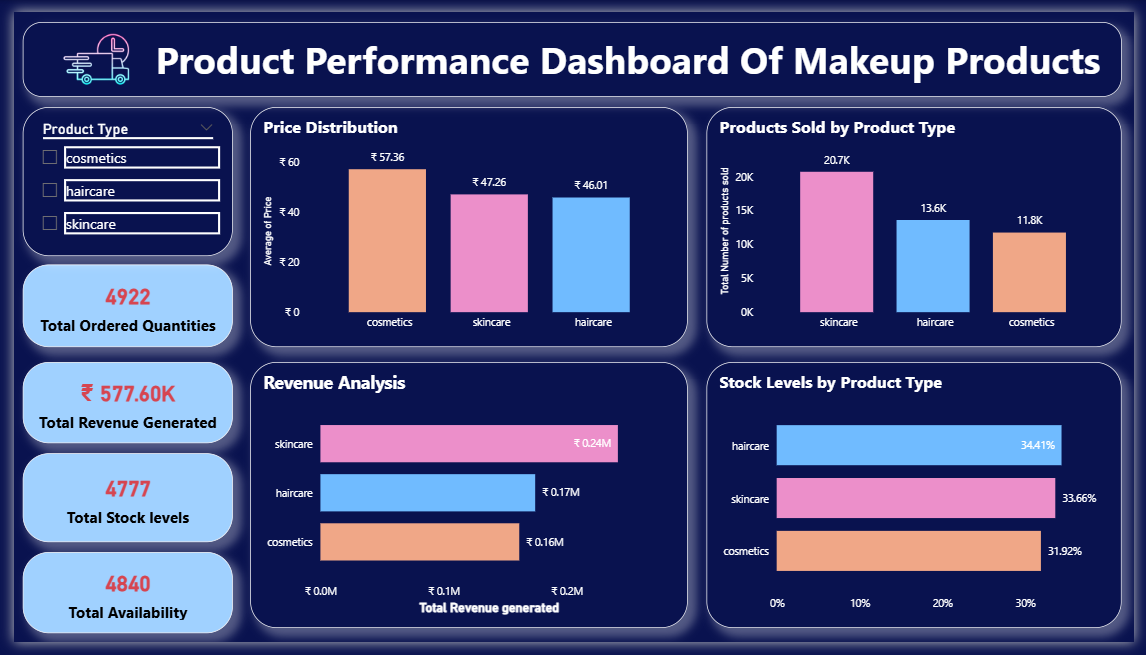 Product Performance Dashboard Of Makeup Products
Product Type
cosmetics
haircare
skincare
4922
Total Ordered Quantities
₹ 577.60K
Total Revenue Generated
4777
Total Stock levels
4840
Total Availability
Price Distribution
Average of Price
₹ 60
₹ 40
₹ 20
₹ 0
₹ 57.36
₹ 47.26
₹ 46.01
cosmetics
skincare
haircare
Products Sold by Product Type
Total Number of products sold
20K
15K
10K
5K
0K
20.7K
13.6K
11.8K
skincare
haircare
cosmetics
Revenue Analysis
skincare
₹ 0.24M
haircare
₹ 0.17M
cosmetics
₹ 0.16M
₹ 0.0M
₹ 0.1M
₹ 0.2M
Total Revenue generated
Stock Levels by Product Type
haircare
34.41%
skincare
33.66%
cosmetics
31.92%
0%
10%
20%
30%